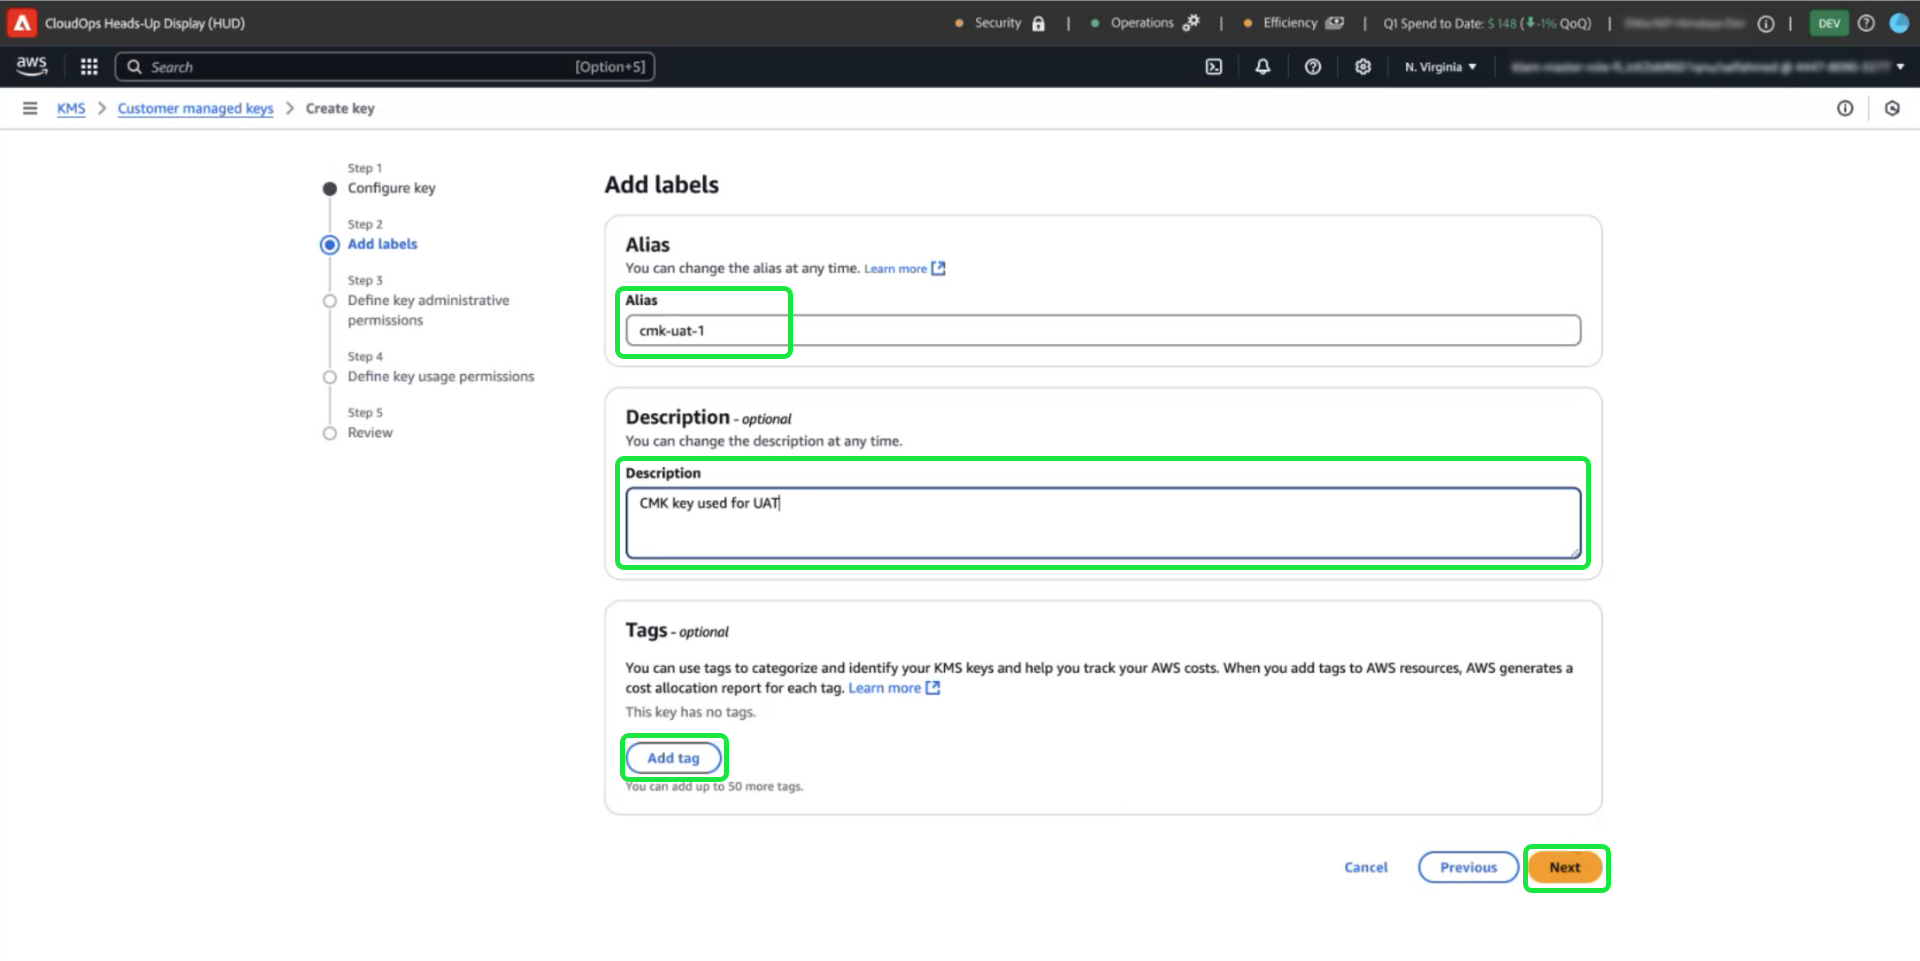 CloudOps Heads-Up Display (HUD)
Security
|
Operations
|
Efficiency
|
Q1 Spend to Date: $ 148 (-1% QoQ)
|
|
DEV
aws
Search
[Option+S]
N. Virginia
KMS
Customer managed keys
Create key
Step 1
Configure key
Step 2
Add labels
Step 3
Define key administrative
permissions
Step 4
Define key usage permissions
Step 5
Review
Add labels
Alias
You can change the alias at any time. Learn more
Alias
cmk-uat-1
Description - optional
You can change the description at any time.
Description
CMK key used for UAT
Tags - optional
You can use tags to categorize and identify your KMS keys and help you track your AWS costs. When you add tags to AWS resources, AWS generates a
cost allocation report for each tag. Learn more
This key has no tags.
Add tag
You can add up to 50 more tags.
Cancel
Previous
Next